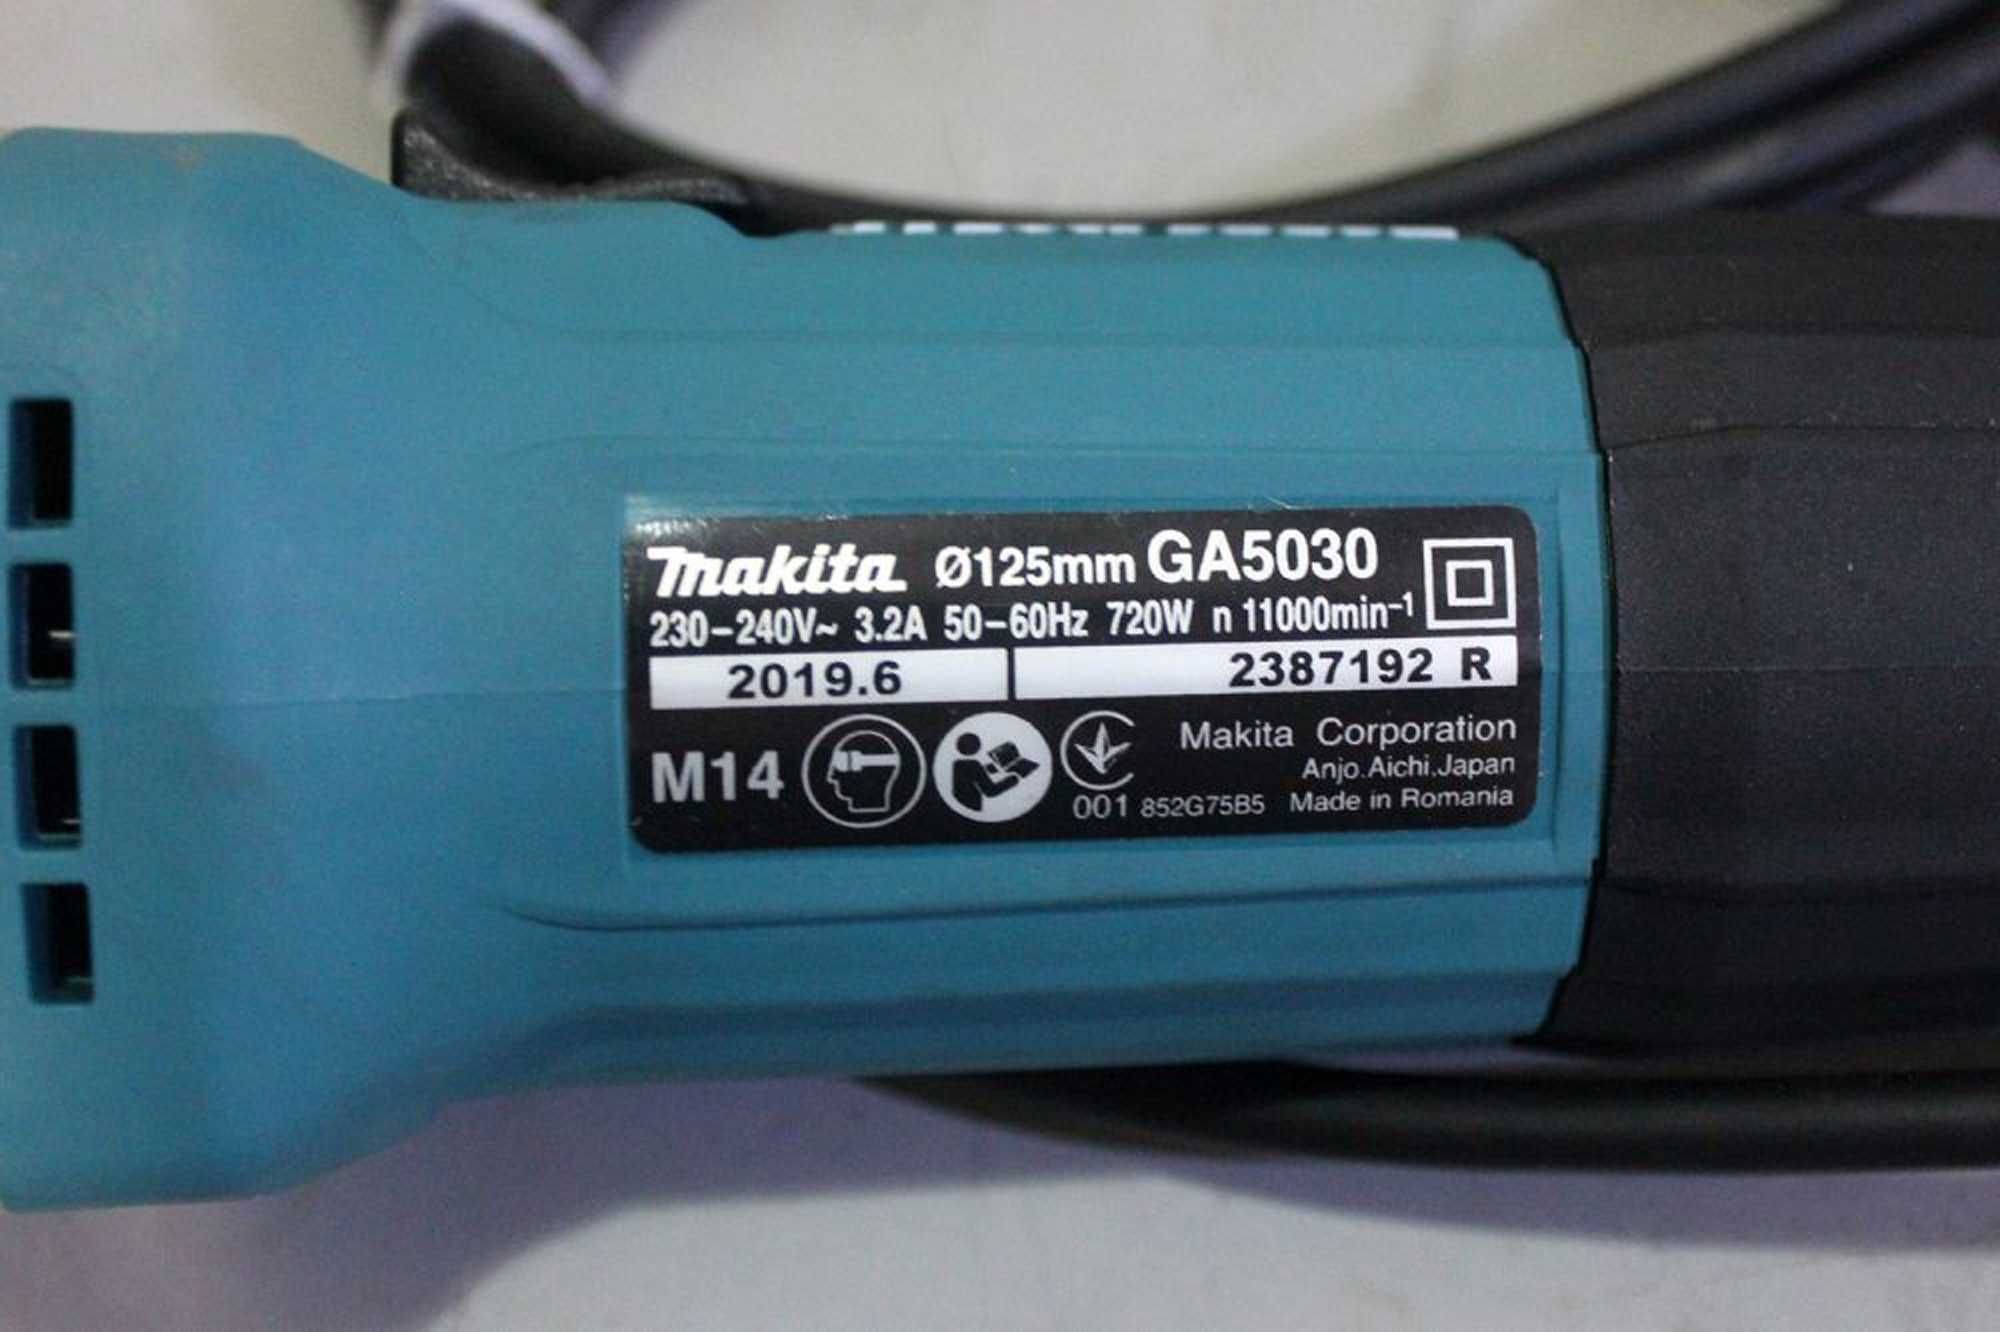 makita Ø125mm GA5030
230-240V~ 3.2A 50-60Hz 720W n 11000min⁻¹
2019.6 2387192 R
M14
Makita Corporation
Anjo.Aichi.Japan
001 852G75B5 Made in Romania